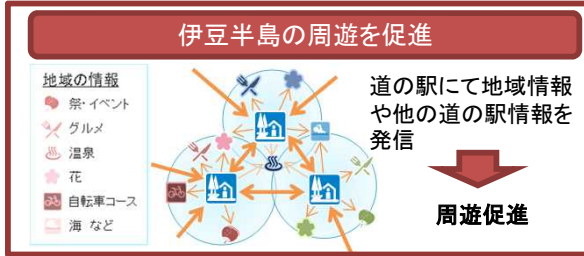 伊豆半島の周遊を促進
地域の情報
祭・イベント
グルメ
温泉
花
自転車コース
海 など
道の駅にて地域情報
や他の道の駅情報を
発信
周遊促進